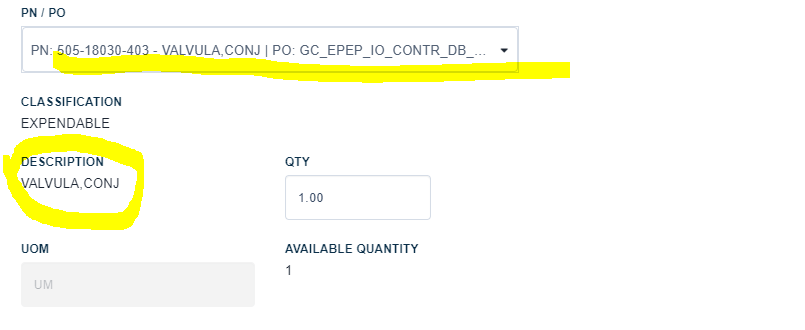 PN / PO
PN: 505-18030-403 - VALVULA,CONJ | PO: GC_EPEP_IO_CONTR_DB_...
CLASSIFICATION
EXPENDABLE
DESCRIPTION
VALVULA,CONJ
QTY
1.00
UOM
UM
AVAILABLE QUANTITY
1